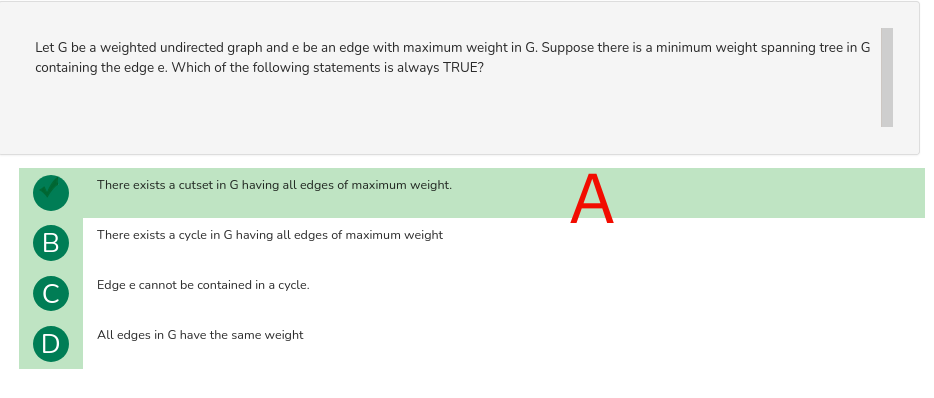 Let G be a weighted undirected graph and e be an edge with maximum weight in G. Suppose there is a minimum weight spanning tree in G
containing the edge e. Which of the following statements is always TRUE?
There exists a cutset in G having all edges of maximum weight.
A
B There exists a cycle in G having all edges of maximum weight
C Edge e cannot be contained in a cycle.
D All edges in G have the same weight